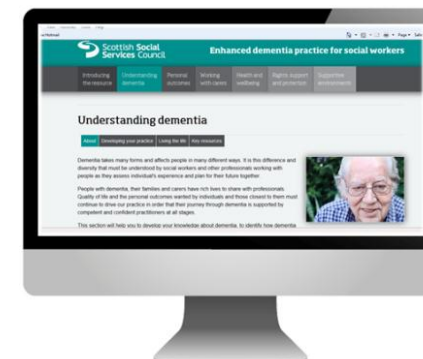 Hotmail
Page
Scottish Social
Services Council
Enhanced dementia practice for social workers
Introducing
the resource
Understanding
dementia
Personal
outcomes
Working
with carers
Health and
wellbeing
Rights support
and protection
Supportive
environments
Understanding dementia
About
Developing your practice
Living the life
Key resources
Dementia takes many forms and affects people in many different ways. It is this difference and
diversity that must be understood by social workers and other professionals working with
people as they assess individual's experience and plan for their future together.
People with dementia, their families and carers have rich lives to share with professionals.
Quality of life and the personal outcomes wanted by individuals and those closest to them must
continue to drive our practice in order that their journey through dementia is supported by
competent and confident practitioners at all stages.
This section will help you to develop your knowledge about dementia, to identify how dementia